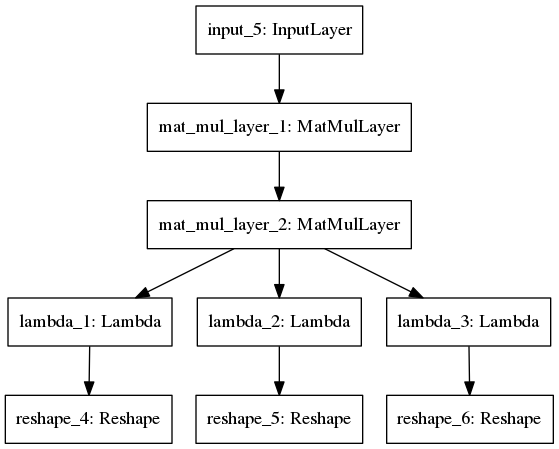 input_5: InputLayer
mat_mul_layer_1: MatMulLayer
mat_mul_layer_2: MatMulLayer
lambda_1: Lambda
lambda_2: Lambda
lambda_3: Lambda
reshape_4: Reshape
reshape_5: Reshape
reshape_6: Reshape